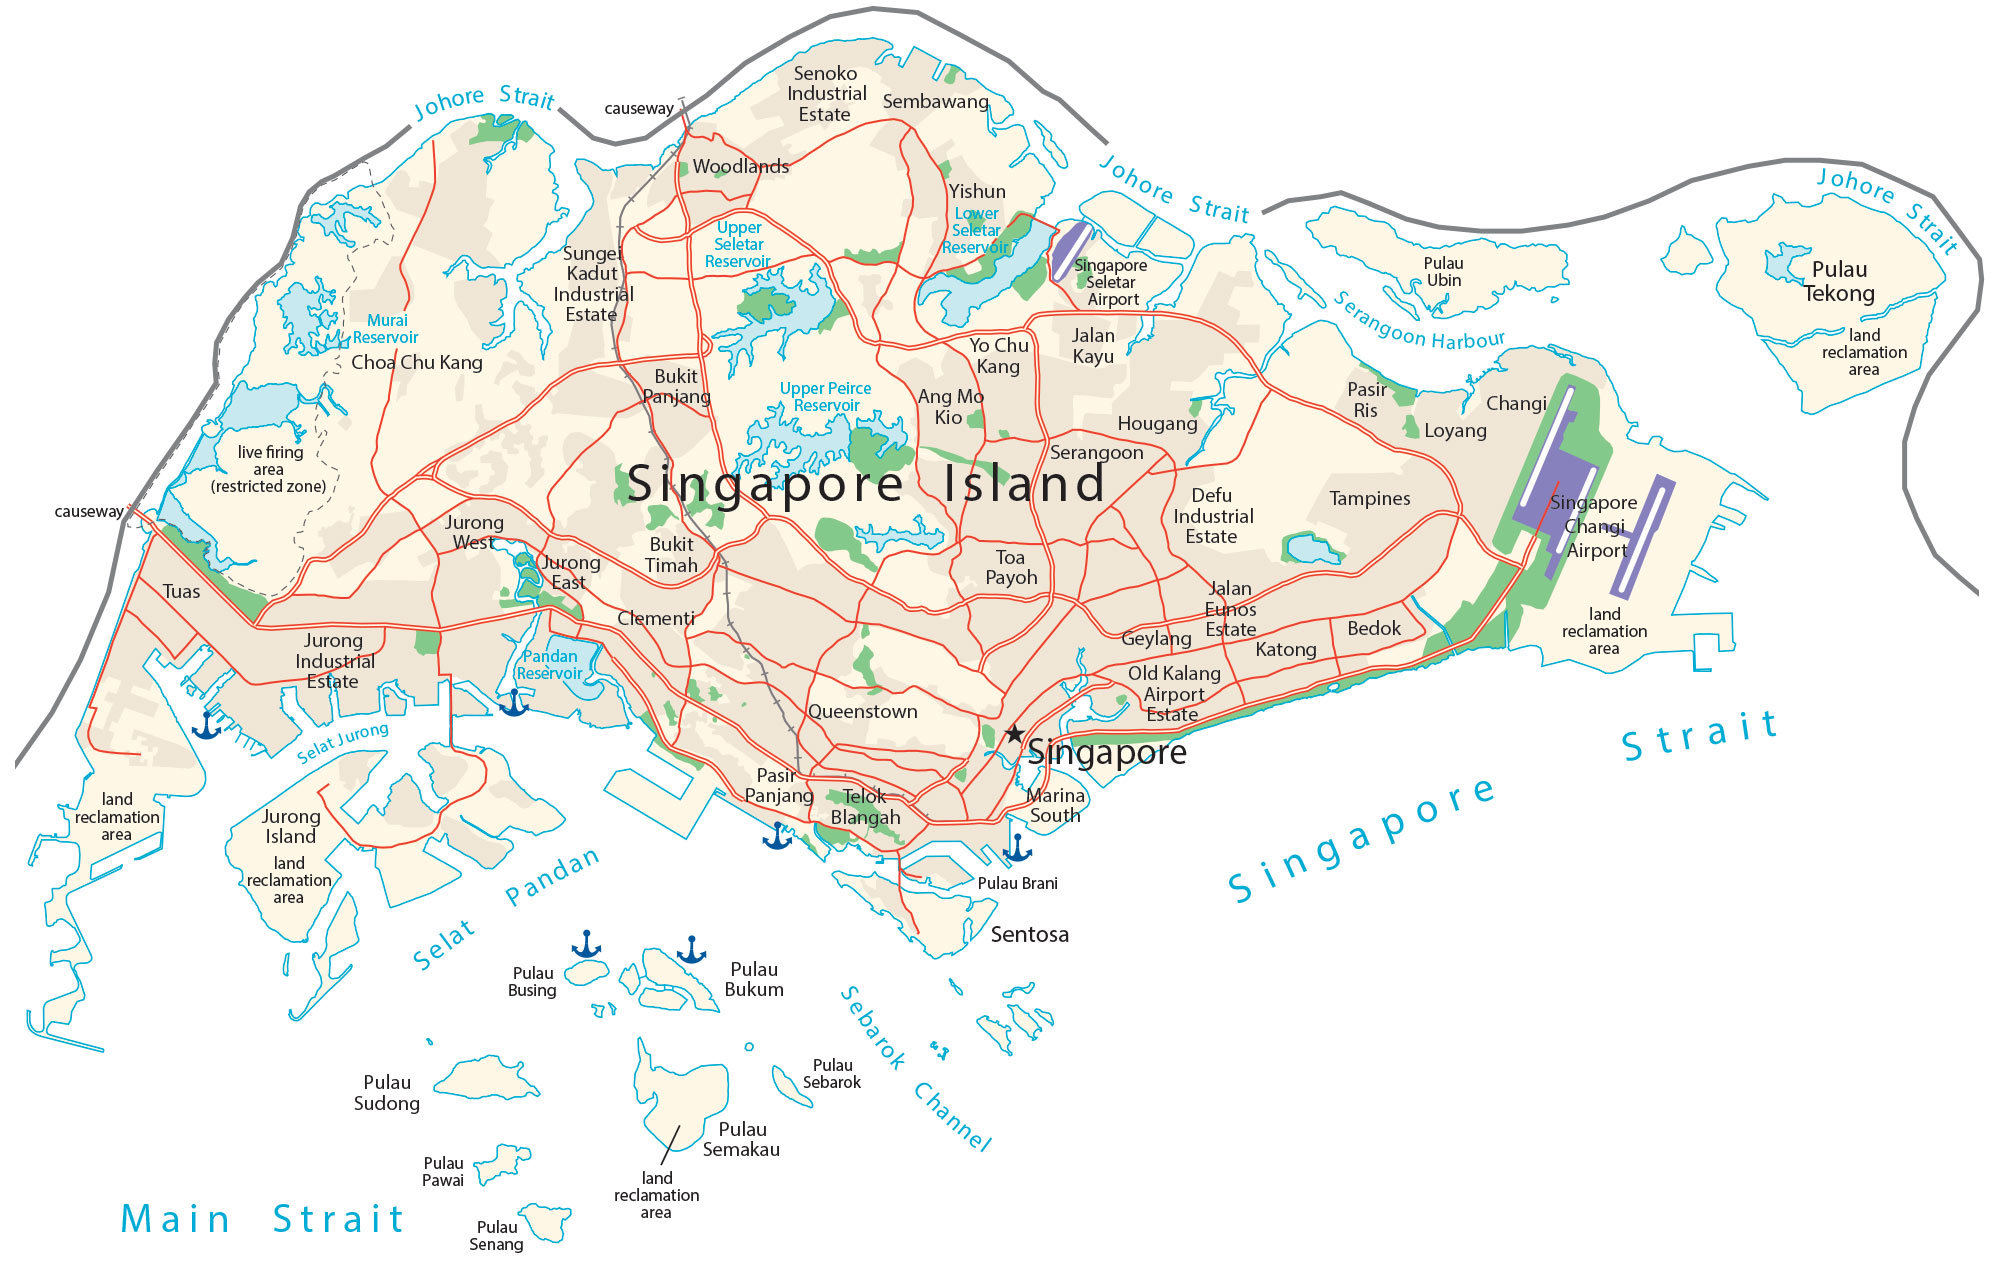 Johore Strait
causeway
Senoko
Industrial
Estate
Sembawang
Woodlands
Yishun
Lower
Seletar
Reservoir
Johore Strait
Johore Strait
Upper
Seletar
Reservoir
Sungei
Kadut
Industrial
Estate
Singapore
Seletar
Airport
Pulau
Ubin
Pulau
Tekong
land
reclamation
area
Serangoon Harbour
Murai
Reservoir
Choa Chu Kang
Bukit
Panjang
Yo Chu
Kang
Jalan
Kayu
Upper Peirce
Reservoir
Ang Mo
Kio
Hougang
Pasir
Ris
Changi
Loyang
live firing
area
(restricted zone)
Serangoon
Singapore Island
Defu
Industrial
Estate
Tampines
Singapore
Changi
Airport
causeway
Jurong
West
Bukit
Timah
Jurong
East
Toa
Payoh
Tuas
Clementi
Jalan
Eunos
Estate
Geylang
Bedok
Katong
land
reclamation
area
Jurong
Industrial
Estate
Pandan
Reservoir
Old Kalang
Airport
Estate
Queenstown
Singapore
Selat Jurong
Pasir
Panjang
Telok
Blangah
Marina
South
land
reclamation
area
Jurong
Island
land
reclamation
area
Singapore Strait
Selat Pandan
Pulau Brani
Sentosa
Pulau
Busing
Pulau
Bukum
Sebarok Channel
Pulau
Sudong
Pulau
Sebarok
Pulau
Semakau
land
reclamation
area
Pulau
Pawai
Main Strait
Pulau
Senang